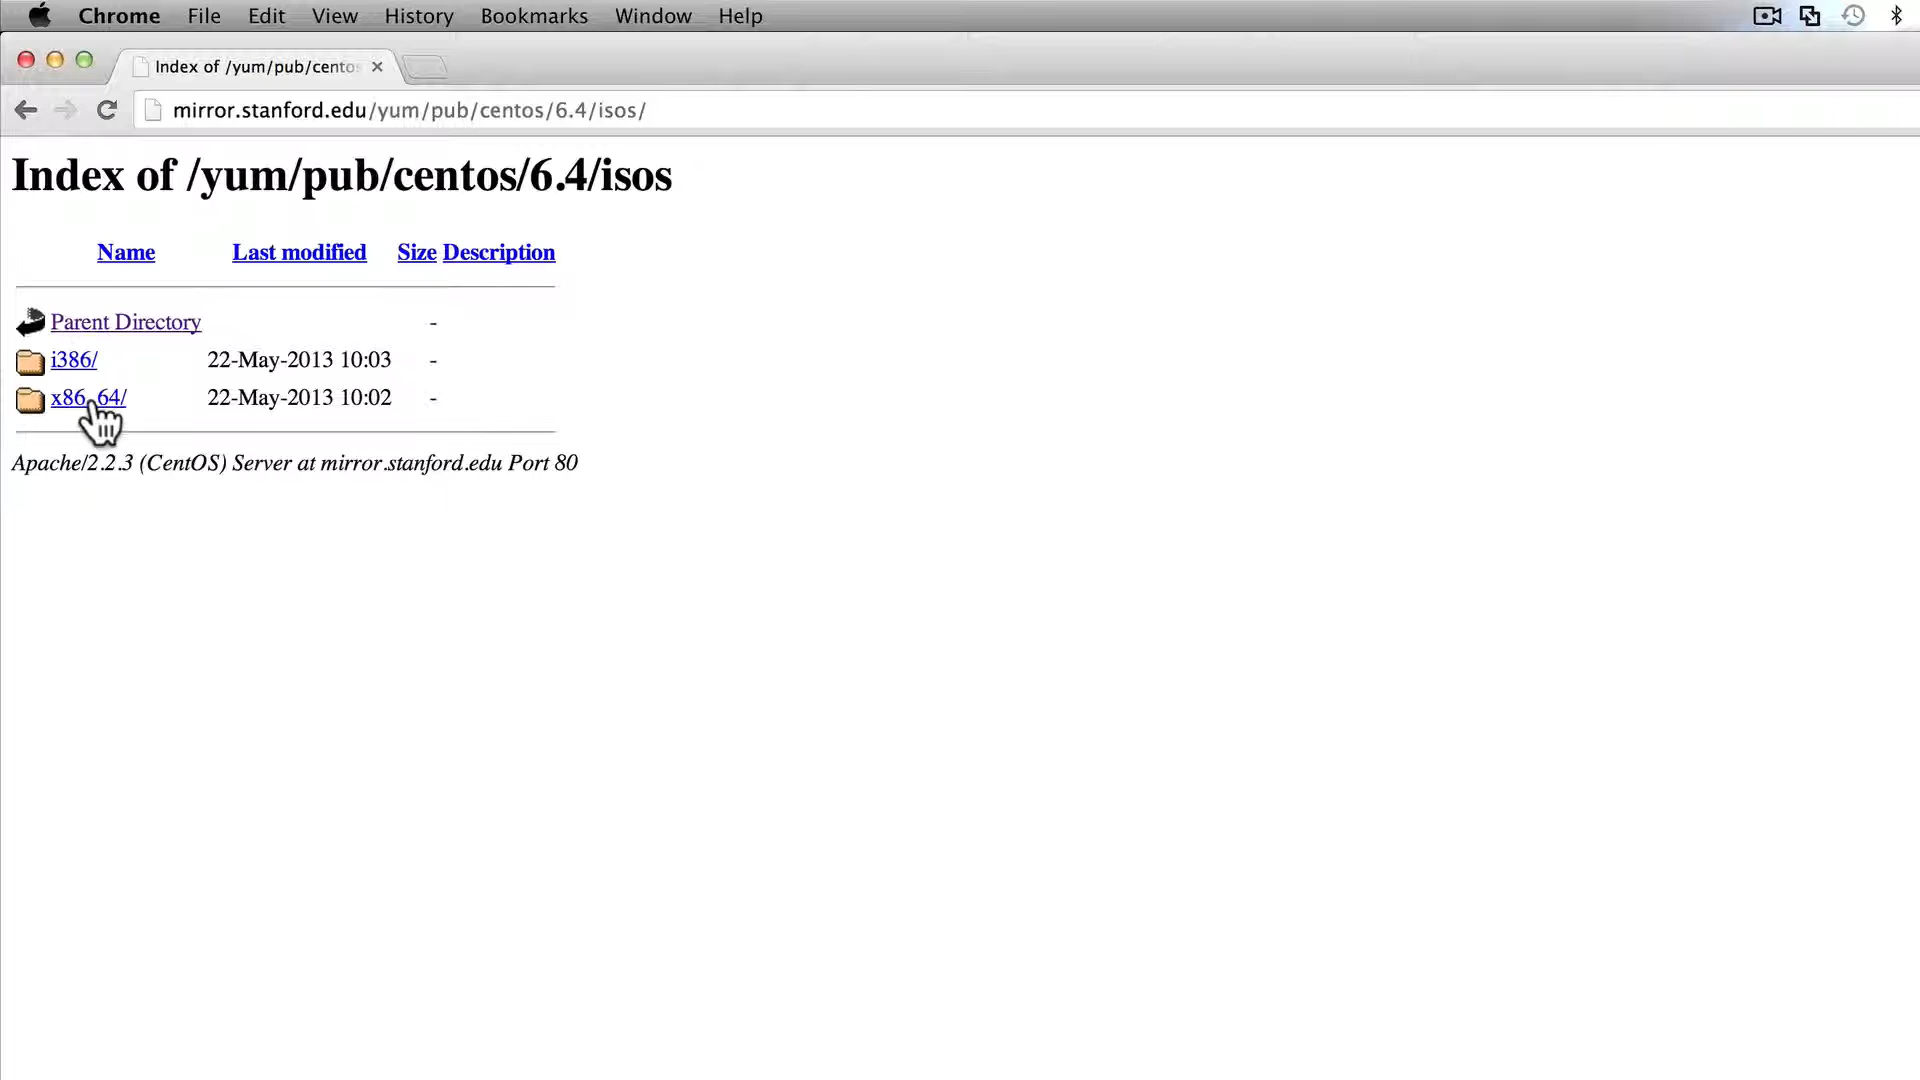 Chrome File Edit View History Bookmarks Window Help
Index of /yum/pub/cento
mirror.stanford.edu/yum/pub/centos/6.4/isos/
Index of /yum/pub/centos/6.4/isos
Name Last modified Size Description
Parent Directory -
i386/ 22-May-2013 10:03 -
x86_64/ 22-May-2013 10:02 -
Apache/2.2.3 (CentOS) Server at mirror.stanford.edu Port 80